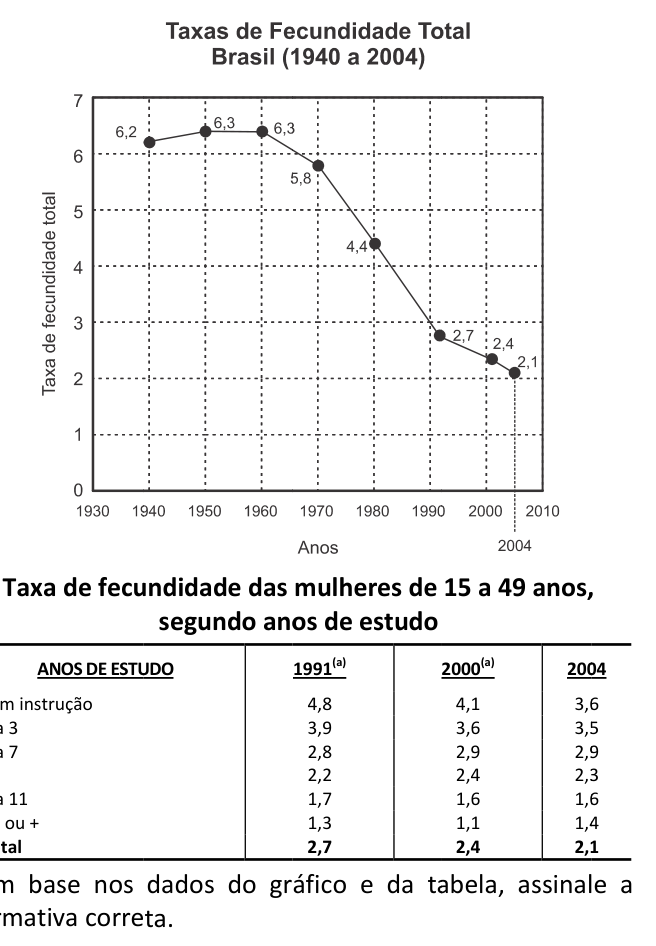 Taxas de Fecundidade Total
Brasil (1940 a 2004)
Taxa de fecundidade total
7
6
5
4
3
2
1
0
6,2
6,3
6,3
5,8
4,4
2,7
2,4
2,1
1930 1940 1950 1960 1970 1980 1990 2000 2010
2004
Anos
Taxa de fecundidade das mulheres de 15 a 49 anos,
segundo anos de estudo
ANOS DE ESTUDO 1991(a) 2000(a) 2004
m instrução 4,8 4,1 3,6
a 3 3,9 3,6 3,5
a 7 2,8 2,9 2,9
2,2 2,4 2,3
a 11 1,7 1,6 1,6
ou + 1,3 1,1 1,4
tal 2,7 2,4 2,1
m base nos dados do gráfico e da tabela, assinale a
rmativa correta.